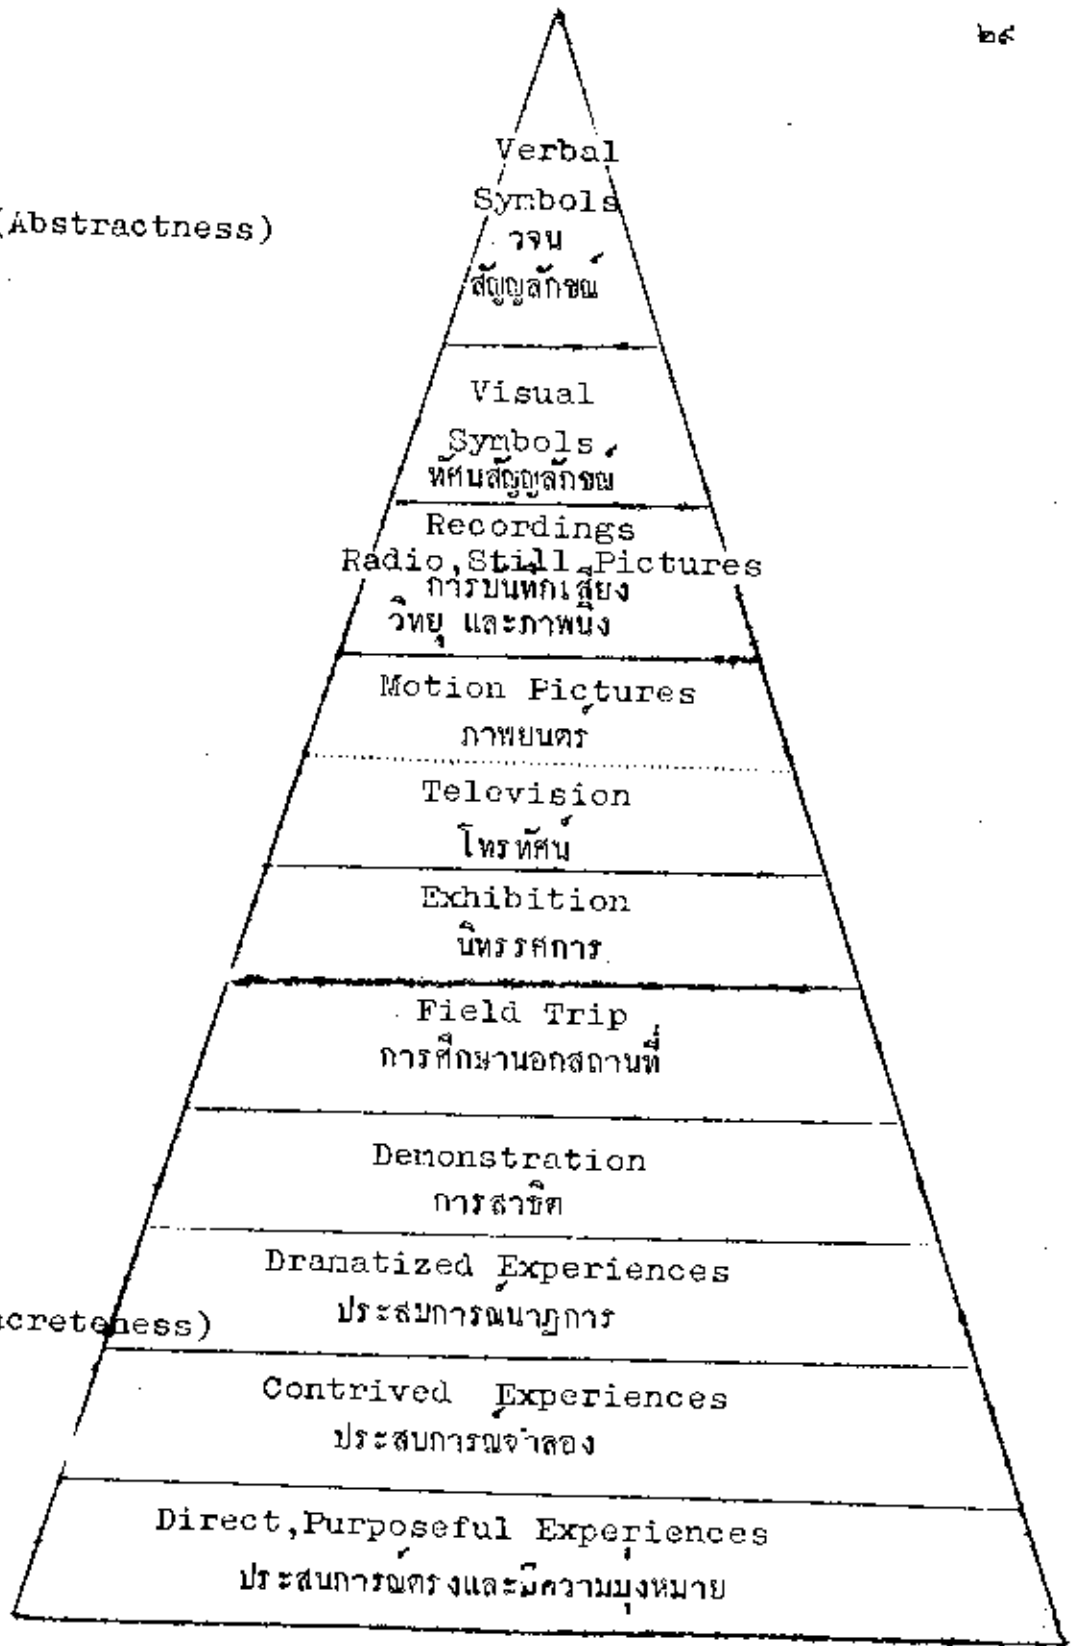 ๒๙
Verbal
Symbols
วจน
สัญญลักษณ์
(Abstractness)
Visual
Symbols
ทัศนสัญญลักษณ์
Recordings
Radio,Still Pictures
การบันทึกเสียง
วิทยุ และภาพนิ่ง
Motion Pictures
ภาพยนตร์
Television
โทรทัศน์
Exhibition
นิทรรศการ
Field Trip
การศึกษานอกสถานที่
Demonstration
การสาธิต
Dramatized Experiences
ประสบการณ์นาฏการ
ncreteness)
Contrived Experiences
ประสบการณ์จำลอง
Direct,Purposeful Experiences
ประสบการณ์ตรงและมีความมุ่งหมาย